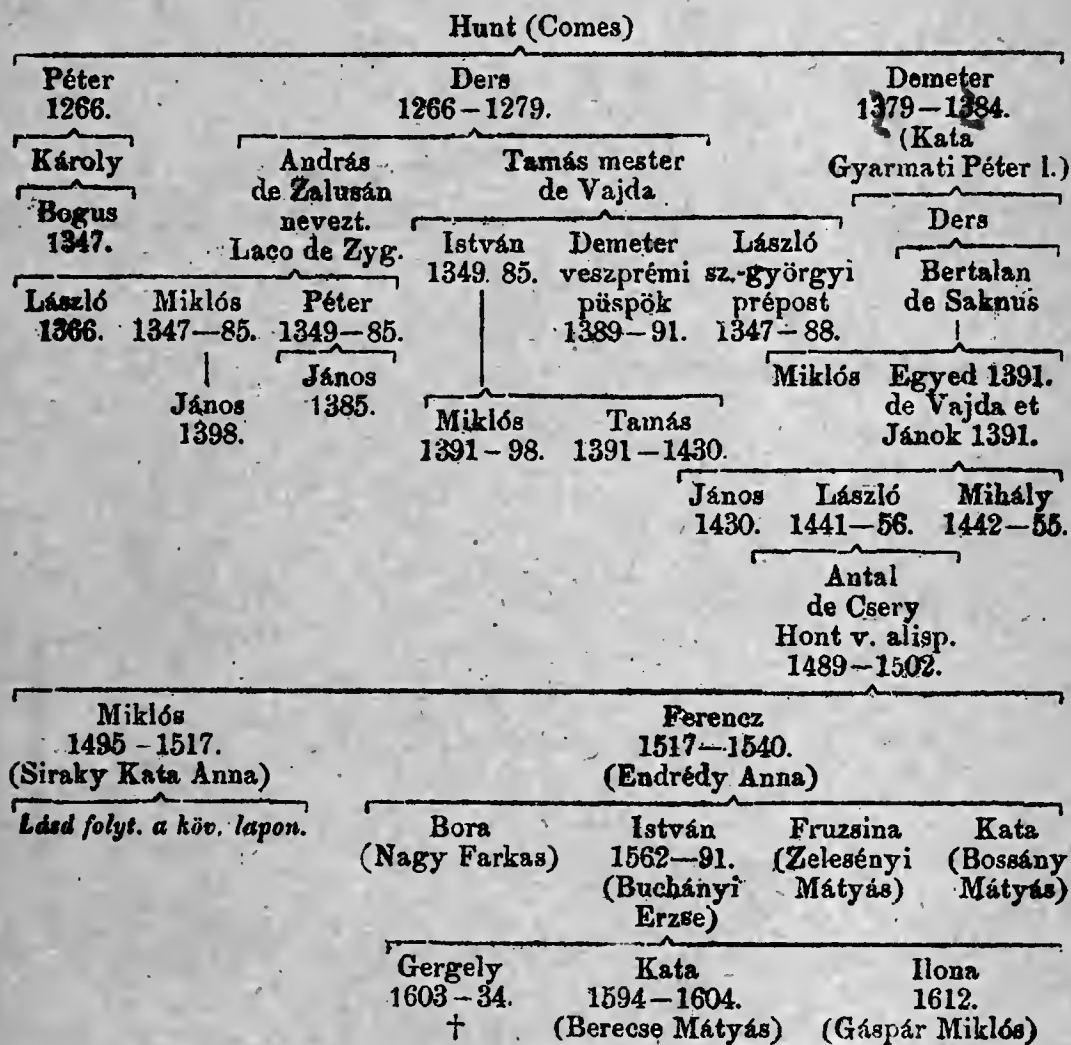 Hunt (Comes)
Péter Ders Demeter
1266. 1266–1279. 1379–1384.
(Kata
Károly András Tamás mester Gyarmati Péter l.)
de Zalusán de Vajda
Bogus nevezt. Ders
1347. Laco de Zyg. István Demeter László
1349. 85. veszprémi sz.-györgyi Bertalan
László Miklós Péter püspök prépost de Saknus
1366. 1347—85. 1349—85. 1389–91. 1347–88.
János Miklós Egyed 1391.
János 1385. de Vajda et
1398. Miklós Tamás Jánok 1391.
1391–98. 1391–1430.
János László Mihály
1430. 1441—56. 1442—55.
Antal
de Csery
Hont v. alisp.
1489–1502.
Miklós Ferencz
1495–1517. 1517—1540.
(Siraky Kata Anna) (Endrédy Anna)
Lásd folyt. a köv. lapon. Bora István Fruzsina Kata
(Nagy Farkas) 1562—91. (Zelesényi (Bossány
(Buchányi Mátyás) Mátyás)
Erzse)
Gergely Kata Ilona
1603–34. 1594–1604. 1612.
† (Berecse Mátyás) (Gáspár Miklós)